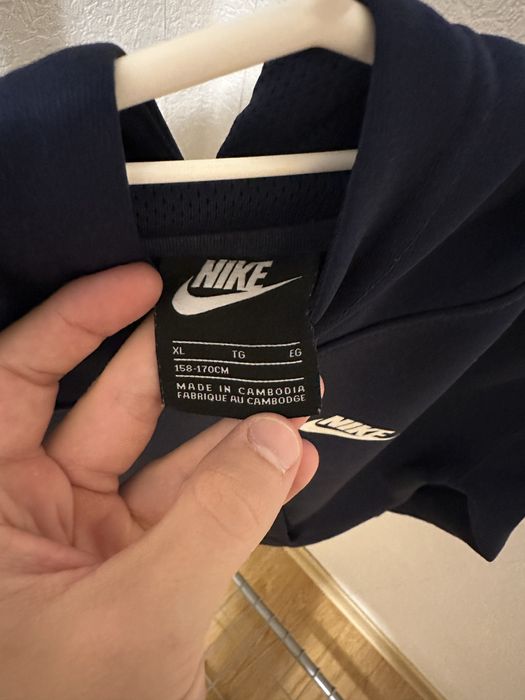 NIKE
XL TG EG
158-170CM
MADE IN CAMBODIA
FABRIQUE AU CAMBODGE
NIKE